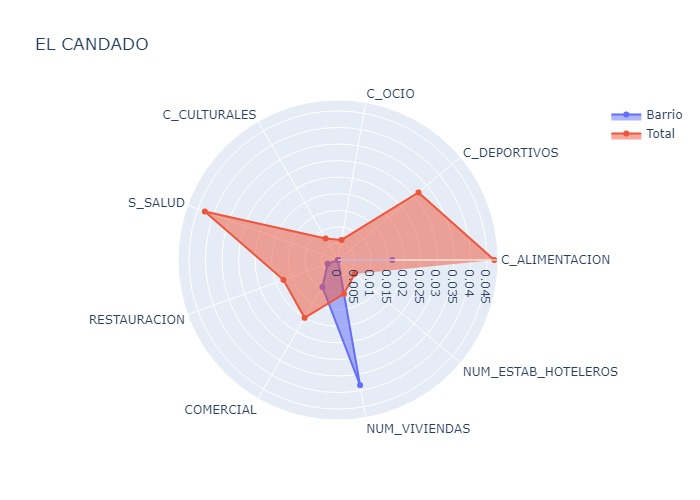 EL CANDADO
C_OCIO
C_CULTURALES
Barrio
Total
C_DEPORTIVOS
S_SALUD
C_ALIMENTACION
0
0.005
0.01
0.015
0.02
0.025
0.03
0.035
0.04
0.045
RESTAURACION
NUM_ESTAB_HOTELEROS
COMERCIAL
NUM_VIVIENDAS